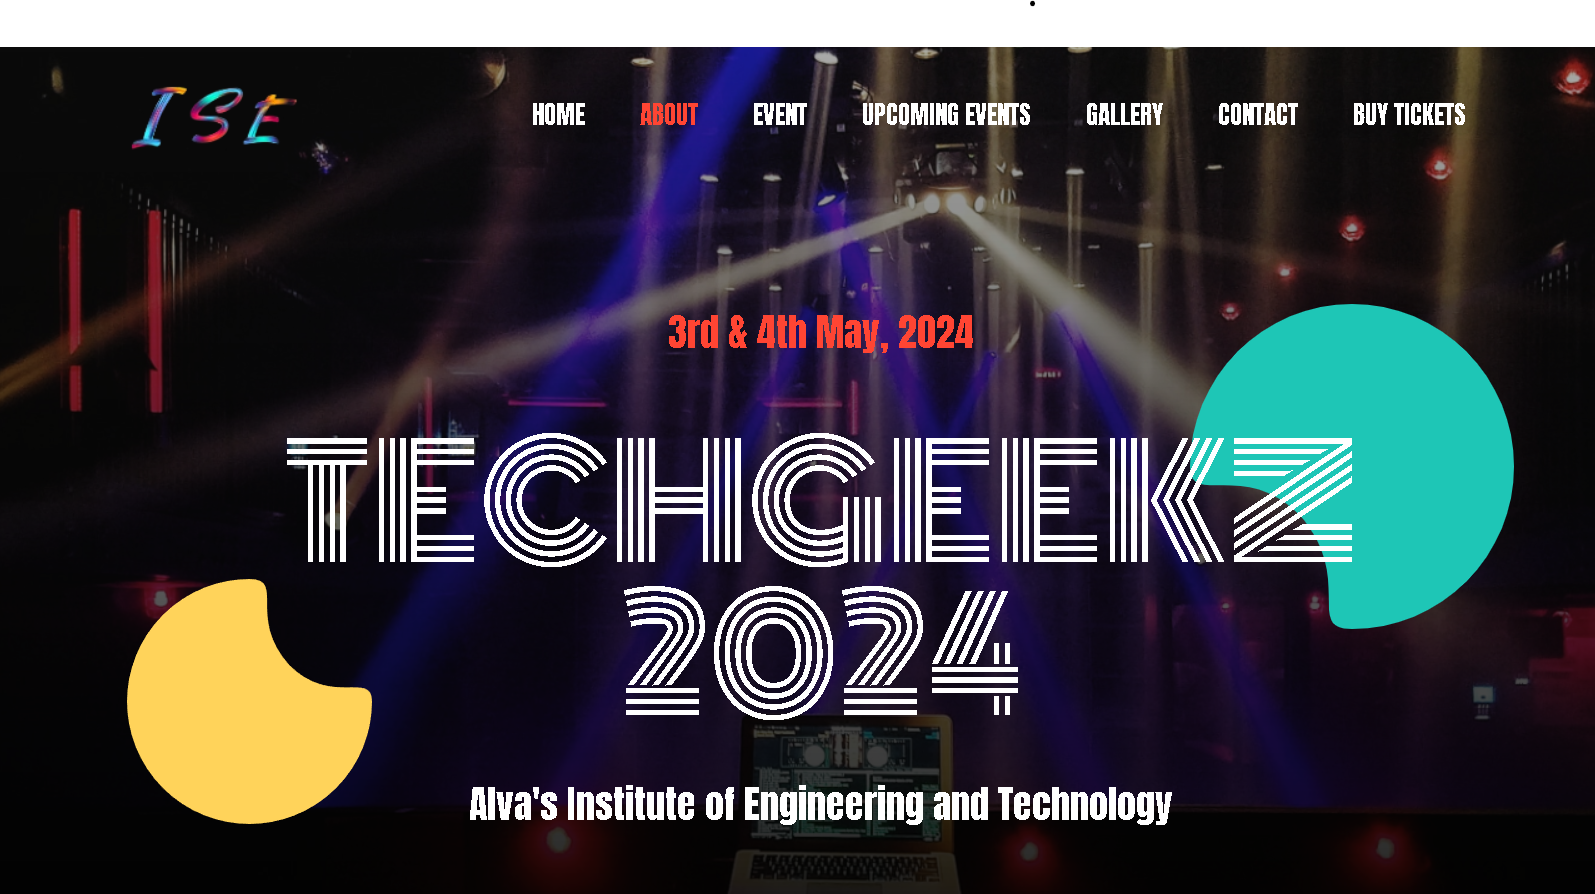 ISE
HOME ABOUT EVENT UPCOMING EVENTS GALLERY CONTACT BUY TICKETS
3rd & 4th May, 2024
TECHGEEKZ
2024
Alva's Institute of Engineering and Technology